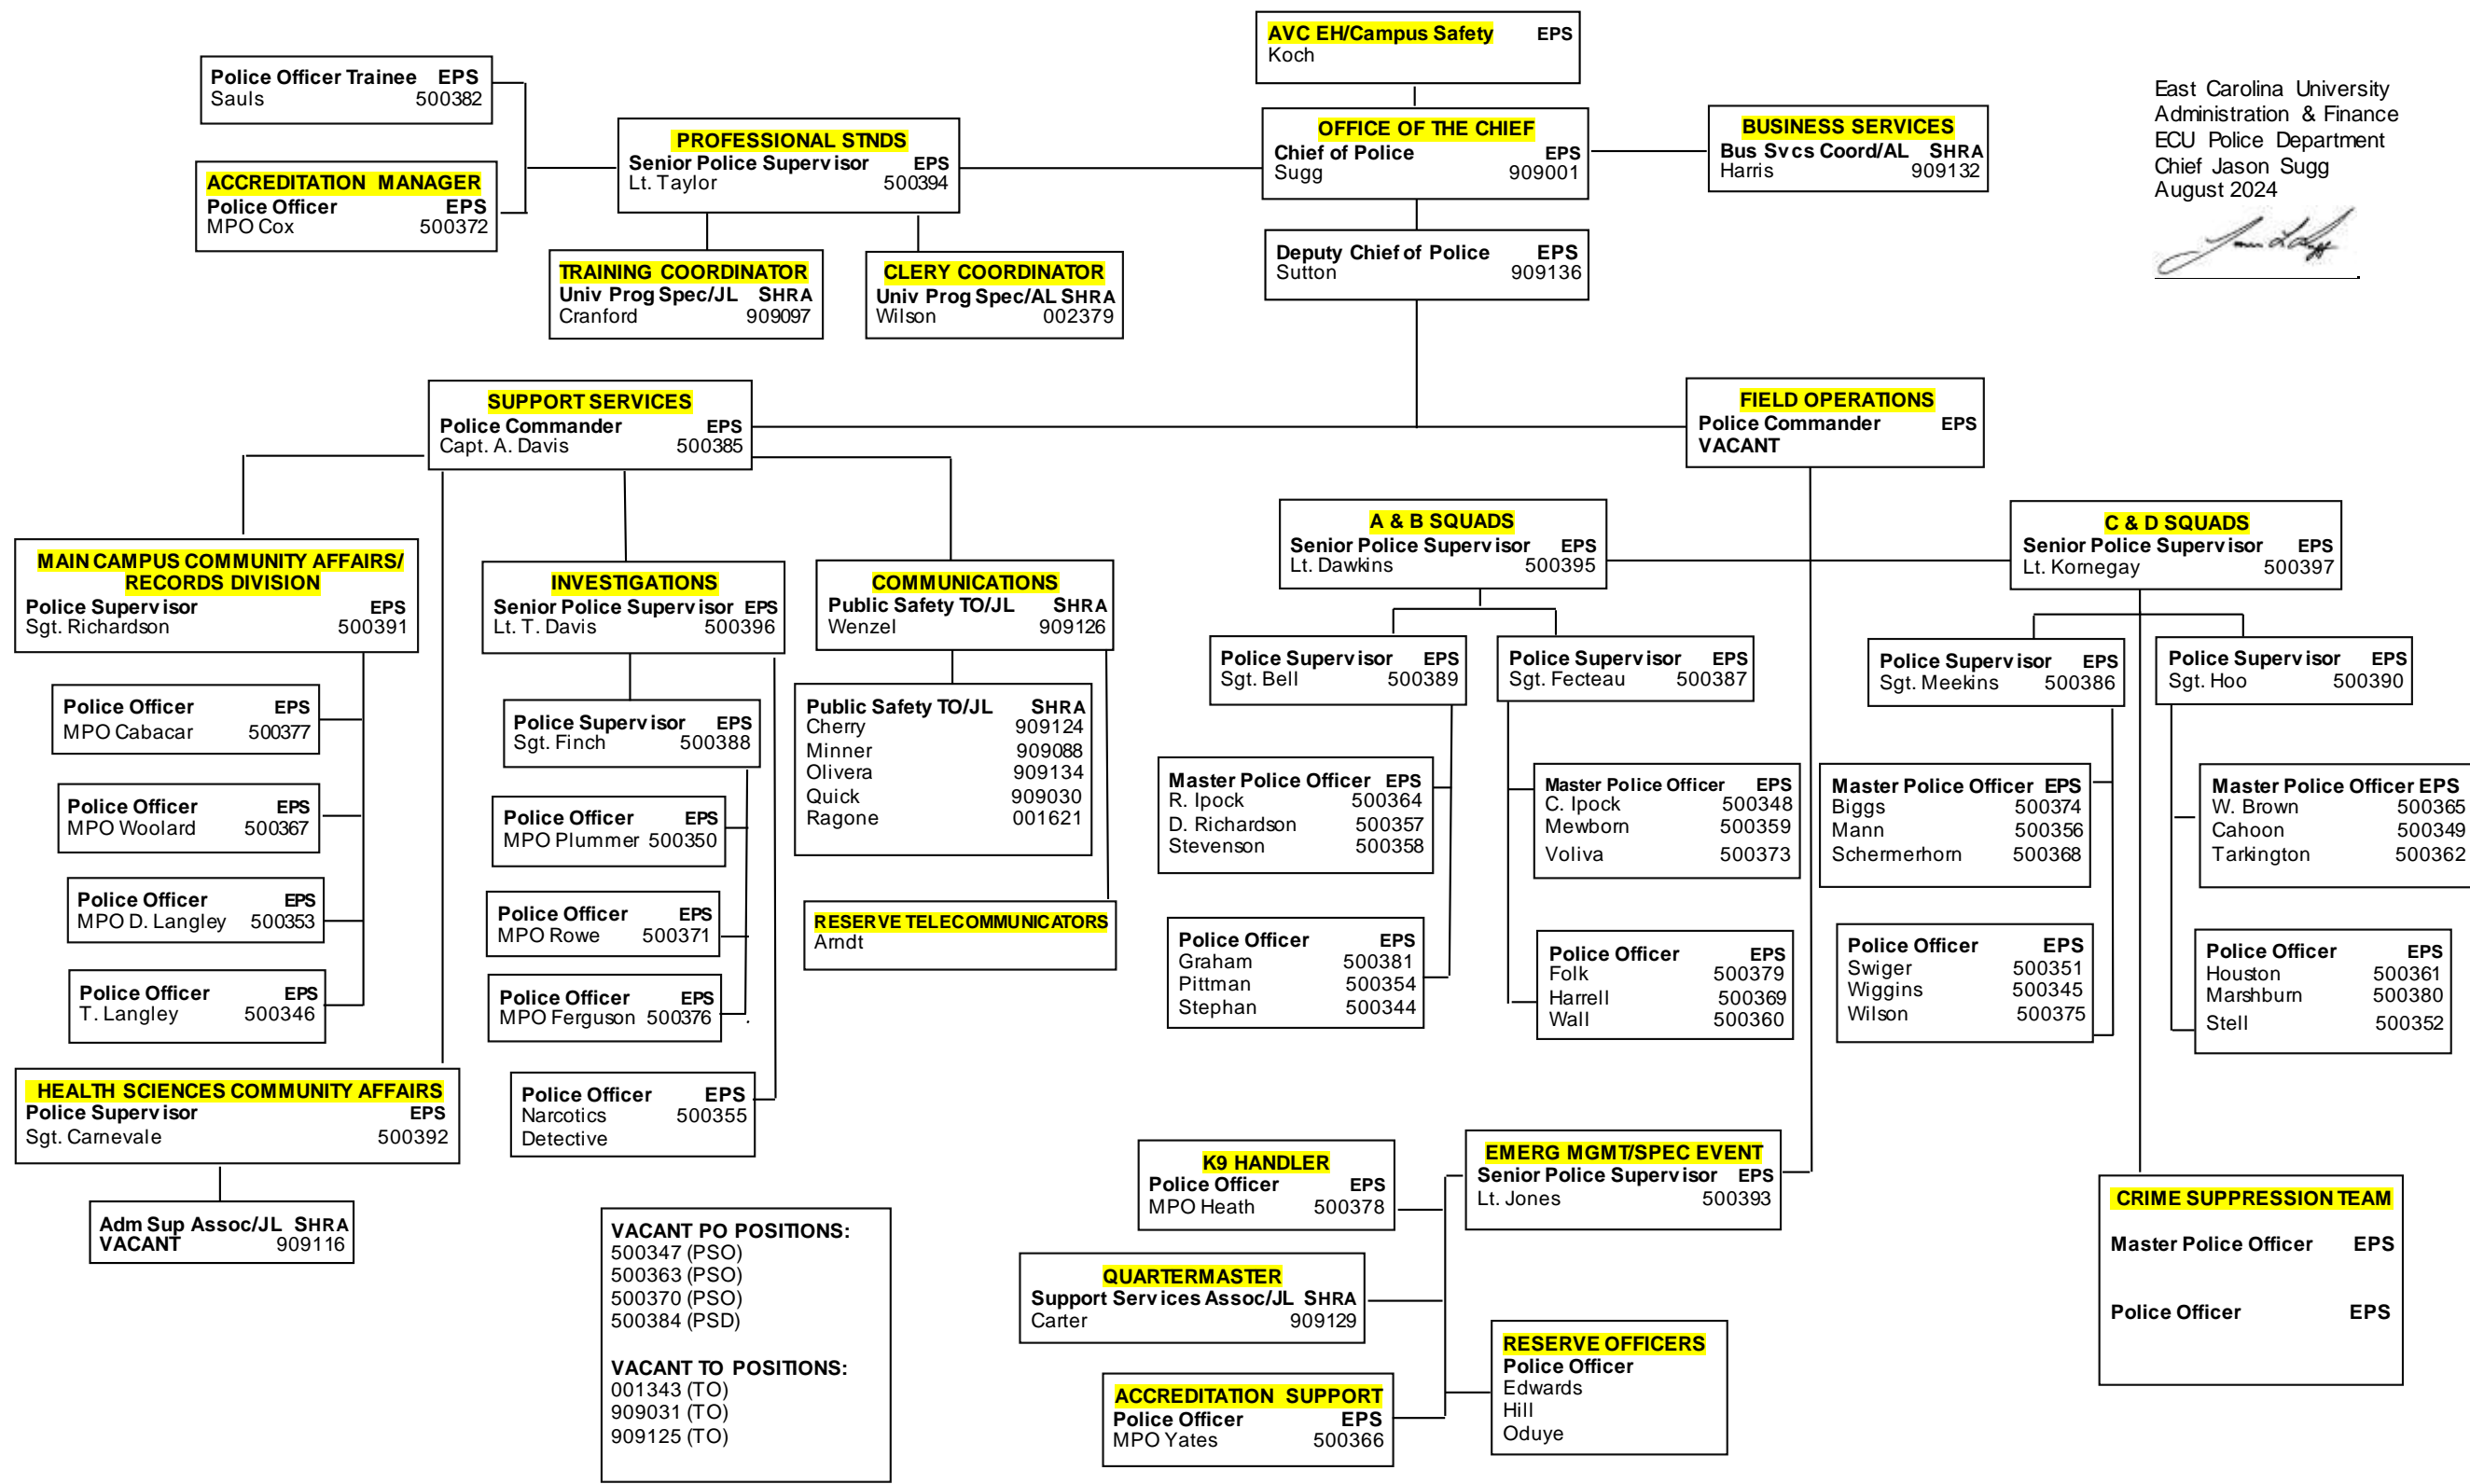 AVC EH/Campus Safety EPS
Koch
East Carolina University
Administration & Finance
ECU Police Department
Chief Jason Sugg
August 2024
Police Officer Trainee EPS
Sauls 500382
ACCREDITATION MANAGER
Police Officer EPS
MPO Cox 500372
PROFESSIONAL STNDS
Senior Police Supervisor EPS
Lt. Taylor 500394
OFFICE OF THE CHIEF
Chief of Police EPS
Sugg 909001
BUSINESS SERVICES
Bus Svcs Coord/AL SHRA
Harris 909132
TRAINING COORDINATOR
Univ Prog Spec/JL SHRA
Cranford 909097
CLERY COORDINATOR
Univ Prog Spec/AL SHRA
Wilson 002379
Deputy Chief of Police EPS
Sutton 909136
SUPPORT SERVICES
Police Commander EPS
Capt. A. Davis 500385
FIELD OPERATIONS
Police Commander EPS
VACANT
MAIN CAMPUS COMMUNITY AFFAIRS/
RECORDS DIVISION
Police Supervisor EPS
Sgt. Richardson 500391
Police Officer EPS
MPO Cabacar 500377
Police Officer EPS
MPO Woolard 500367
Police Officer EPS
MPO D. Langley 500353
Police Officer EPS
T. Langley 500346
HEALTH SCIENCES COMMUNITY AFFAIRS
Police Supervisor EPS
Sgt. Carnevale 500392
Adm Sup Assoc/JL SHRA
VACANT 909116
INVESTIGATIONS
Senior Police Supervisor EPS
Lt. T. Davis 500396
Police Supervisor EPS
Sgt. Finch 500388
Police Officer EPS
MPO Plummer 500350
Police Officer EPS
MPO Rowe 500371
Police Officer EPS
MPO Ferguson 500376
Police Officer EPS
Narcotics 500355
Detective
COMMUNICATIONS
Public Safety TO/JL SHRA
Wenzel 909126
Public Safety TO/JL SHRA
Cherry 909124
Minner 909088
Olivera 909134
Quick 909030
Ragone 001621
RESERVE TELECOMMUNICATORS
Arndt
VACANT PO POSITIONS:
500347 (PSO)
500363 (PSO)
500370 (PSO)
500384 (PSD)
VACANT TO POSITIONS:
001343 (TO)
909031 (TO)
909125 (TO)
A & B SQUADS
Senior Police Supervisor EPS
Lt. Dawkins 500395
Police Supervisor EPS
Sgt. Bell 500389
Master Police Officer EPS
R. Ipock 500364
D. Richardson 500357
Stevenson 500358
Police Officer EPS
Graham 500381
Pittman 500354
Stephan 500344
Police Supervisor EPS
Sgt. Fecteau 500387
Master Police Officer EPS
C. Ipock 500348
Mewborn 500359
Voliva 500373
Police Officer EPS
Folk 500379
Harrell 500369
Wall 500360
C & D SQUADS
Senior Police Supervisor EPS
Lt. Kornegay 500397
Police Supervisor EPS
Sgt. Meekins 500386
Master Police Officer EPS
Biggs 500374
Mann 500356
Schermerhorn 500368
Police Officer EPS
Swiger 500351
Wiggins 500345
Wilson 500375
Police Supervisor EPS
Sgt. Hoo 500390
Master Police Officer EPS
W. Brown 500365
Cahoon 500349
Tarkington 500362
Police Officer EPS
Houston 500361
Marshburn 500380
Stell 500352
K9 HANDLER
Police Officer EPS
MPO Heath 500378
EMERG MGMT/SPEC EVENT
Senior Police Supervisor EPS
Lt. Jones 500393
QUARTERMASTER
Support Services Assoc/JL SHRA
Carter 909129
ACCREDITATION SUPPORT
Police Officer EPS
MPO Yates 500366
RESERVE OFFICERS
Police Officer
Edwards
Hill
Oduye
CRIME SUPPRESSION TEAM
Master Police Officer EPS
Police Officer EPS